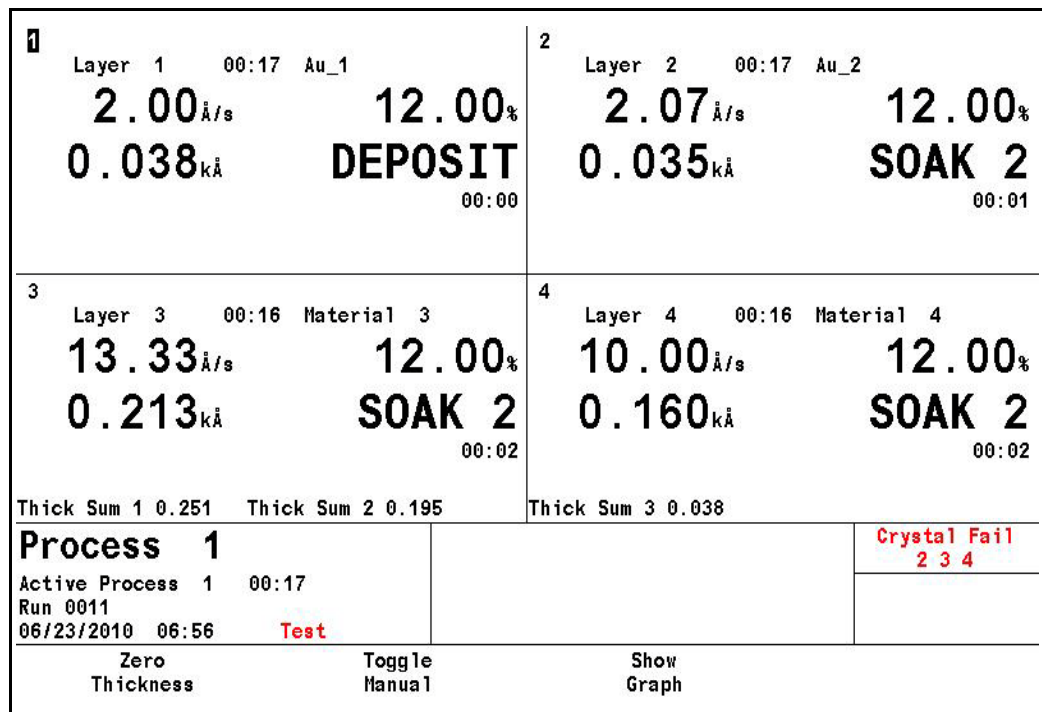 1
Layer 1 00:17 Au_1
2.00Å/s 12.00%
0.038kÅ DEPOSIT
00:00
2
Layer 2 00:17 Au_2
2.07Å/s 12.00%
0.035kÅ SOAK 2
00:01
3
Layer 3 00:16 Material 3
13.33Å/s 12.00%
0.213kÅ SOAK 2
00:02
4
Layer 4 00:16 Material 4
10.00Å/s 12.00%
0.160kÅ SOAK 2
00:02
Thick Sum 1 0.251 Thick Sum 2 0.195 Thick Sum 3 0.038
Process 1
Active Process 1 00:17
Run 0011
06/23/2010 06:56 Test
Crystal Fail
2 3 4
Zero
Thickness
Toggle
Manual
Show
Graph